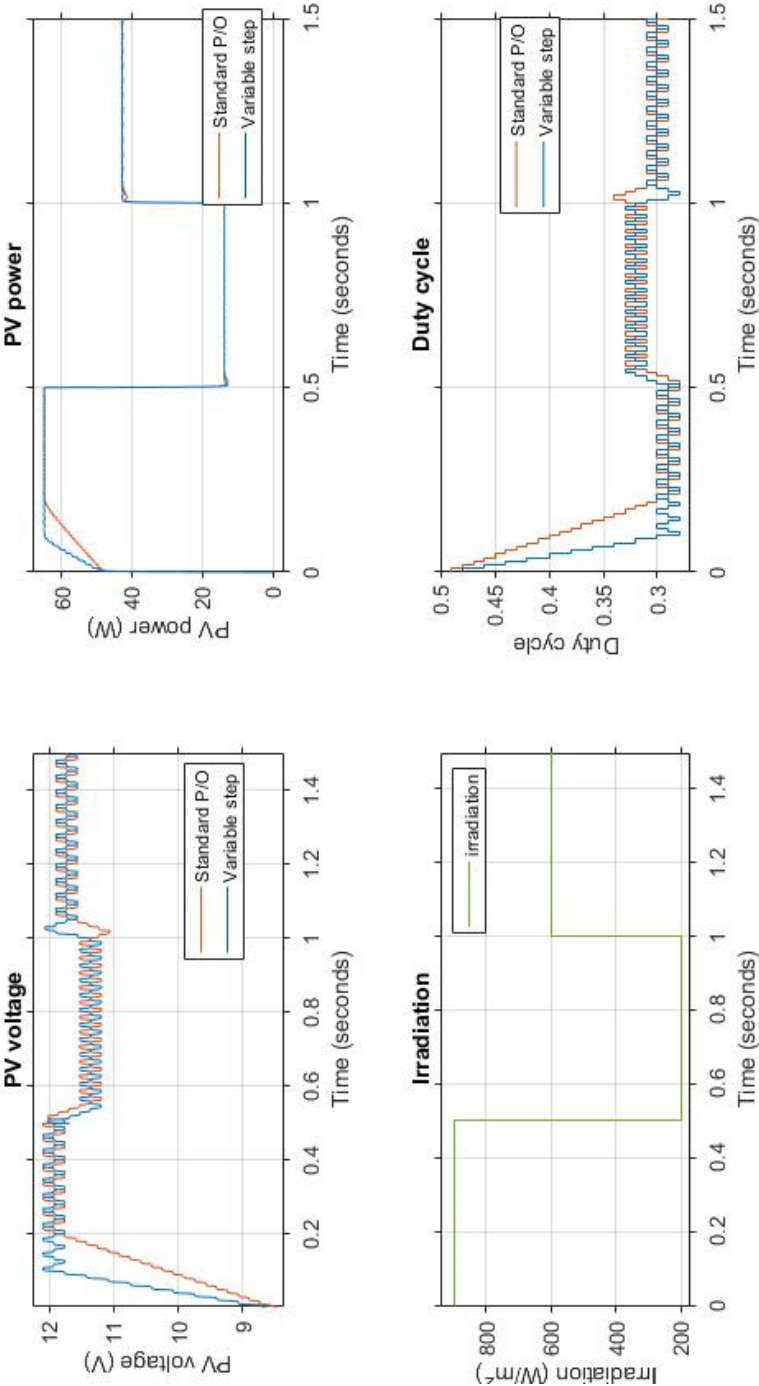 PV voltage
PV voltage (V)
12
11
10
9
0.2
0.4
0.6
0.8
1
1.2
1.4
Time (seconds)
Standard P/O
Variable step
PV power
PV power (W)
60
40
20
0
0
0.5
1
1.5
Time (seconds)
Standard P/O
Variable step
Irradiation
Irradiation (W/m²)
800
600
400
200
0
0.2
0.4
0.6
0.8
1
1.2
1.4
Time (seconds)
irradiation
Duty cycle
Duty cycle
0.5
0.45
0.4
0.35
0.3
0
0.5
1
1.5
Time (seconds)
Standard P/O
Variable step